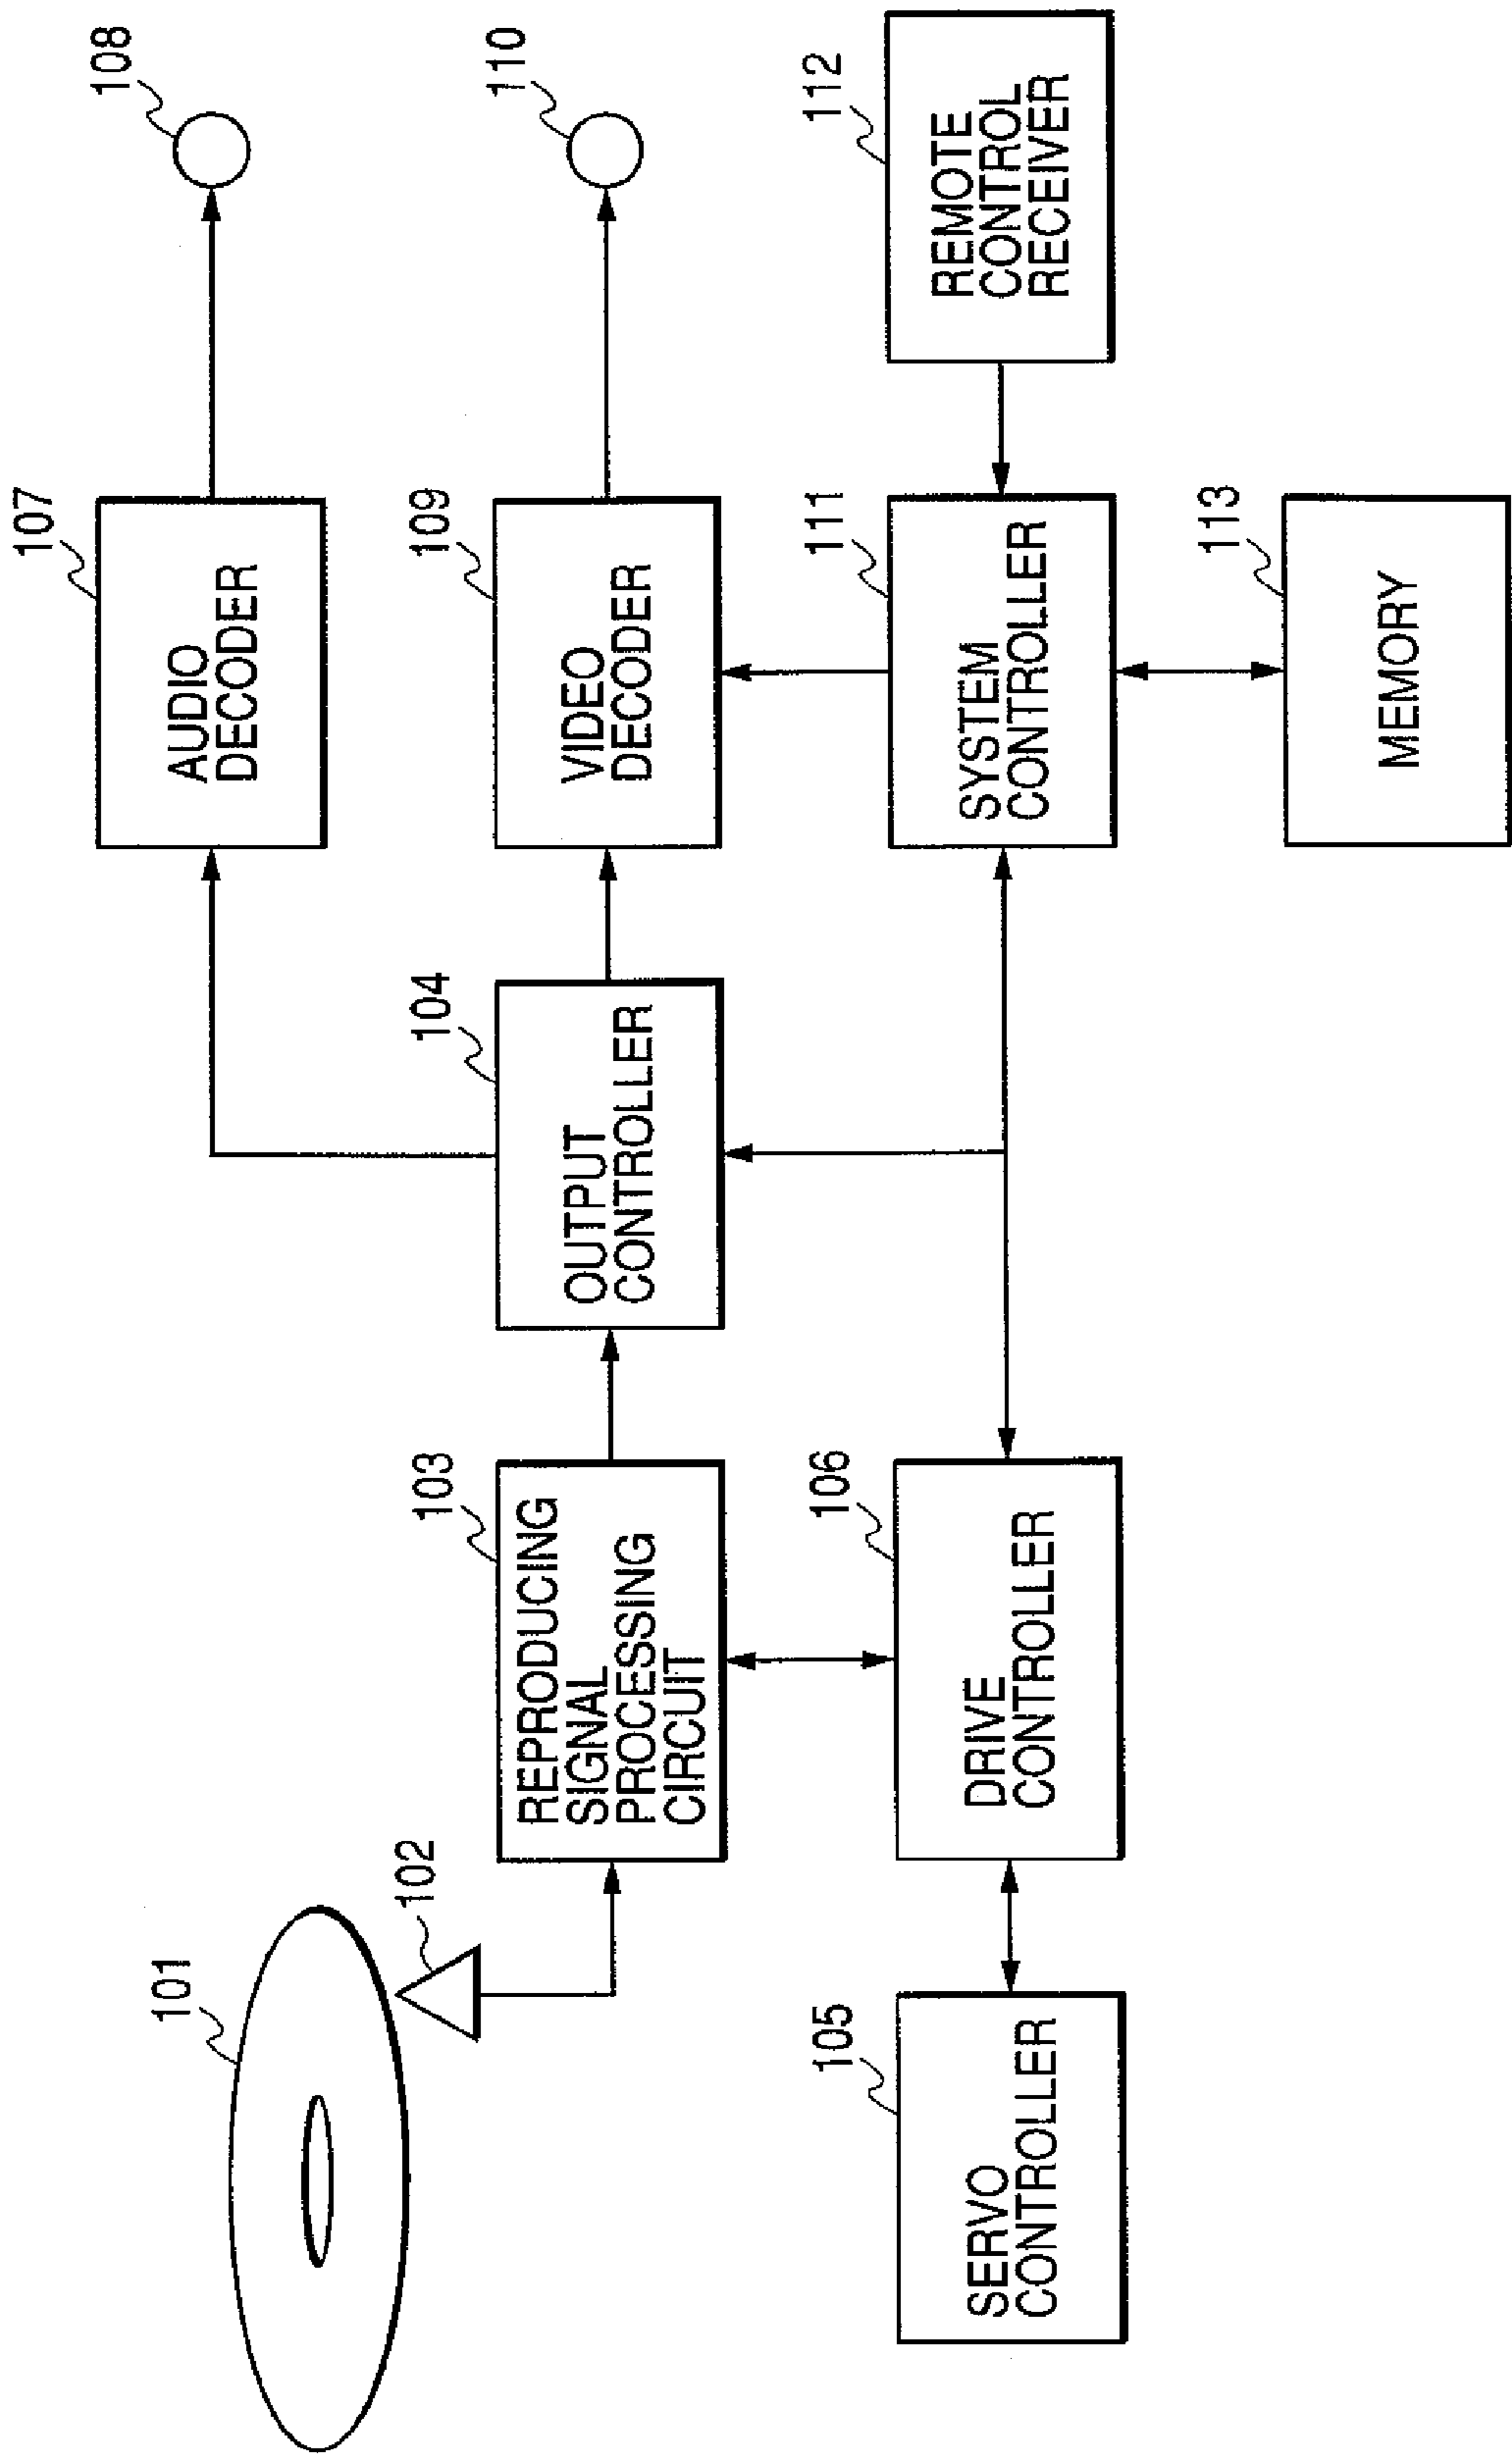 101
102
103
REPRODUCING
SIGNAL
PROCESSING
CIRCUIT
104
OUTPUT
CONTROLLER
105
SERVO
CONTROLLER
106
DRIVE
CONTROLLER
107
AUDIO
DECODER
108
109
VIDEO
DECODER
110
111
SYSTEM
CONTROLLER
112
REMOTE
CONTROL
RECEIVER
113
MEMORY